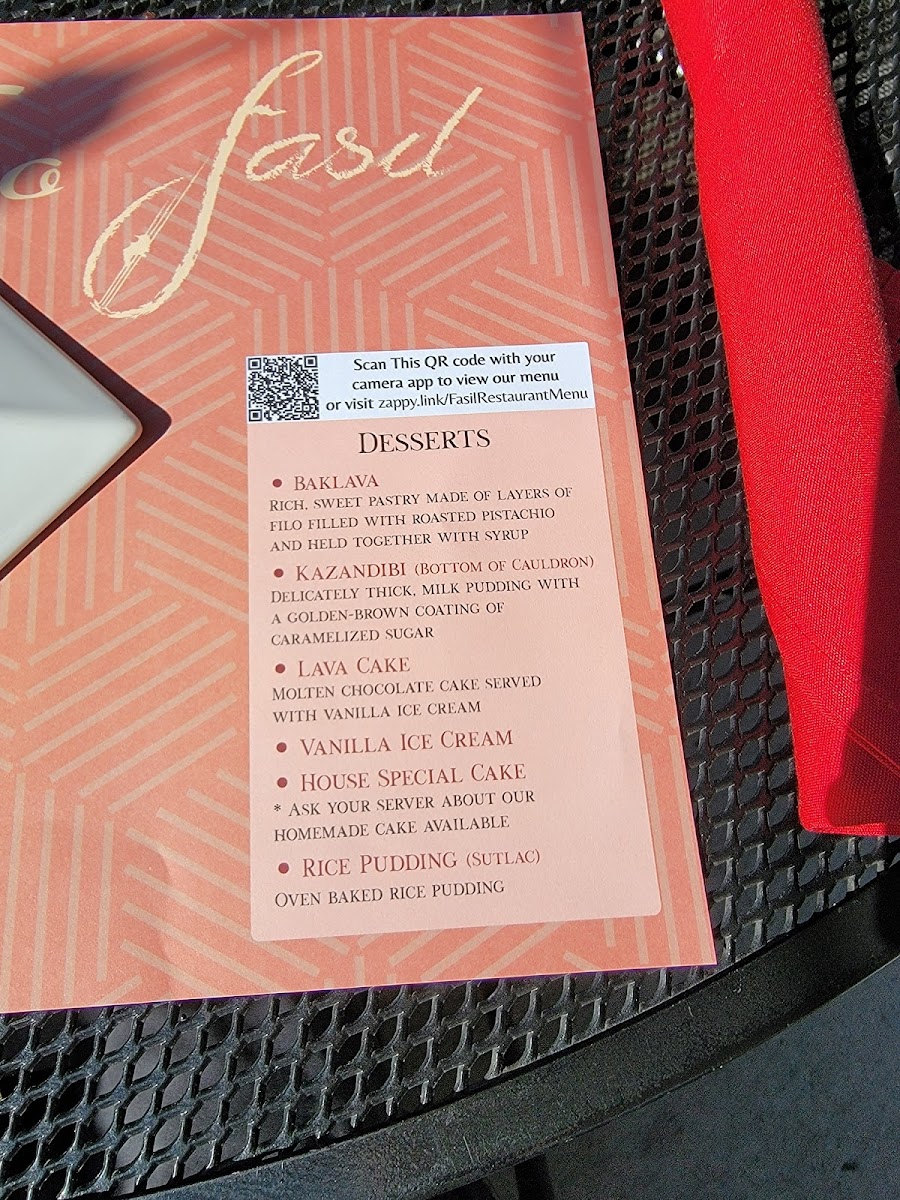 fasıl
Scan This QR code with your
camera app to view our menu
or visit zappy.link/FasilRestaurantMenu
DESSERTS
• BAKLAVA
RICH, SWEET PASTRY MADE OF LAYERS OF
FILO FILLED WITH ROASTED PISTACHIO
AND HELD TOGETHER WITH SYRUP
• KAZANDIBI (BOTTOM OF CAULDRON)
DELICATELY THICK, MILK PUDDING WITH
A GOLDEN-BROWN COATING OF
CARAMELIZED SUGAR
• LAVA CAKE
MOLTEN CHOCOLATE CAKE SERVED
WITH VANILLA ICE CREAM
• VANILLA ICE CREAM
• HOUSE SPECIAL CAKE
* ASK YOUR SERVER ABOUT OUR
HOMEMADE CAKE AVAILABLE
• RICE PUDDING (SUTLAC)
OVEN BAKED RICE PUDDING